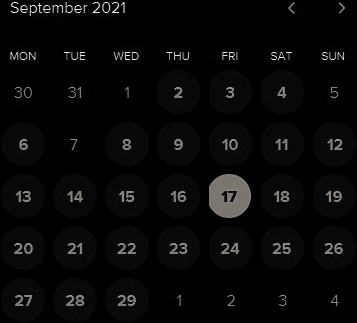 September 2021
MON TUE WED THU FRI SAT SUN
30 31 1 2 3 4 5
6 7 8 9 10 11 12
13 14 15 16 17 18 19
20 21 22 23 24 25 26
27 28 29 1 2 3 4